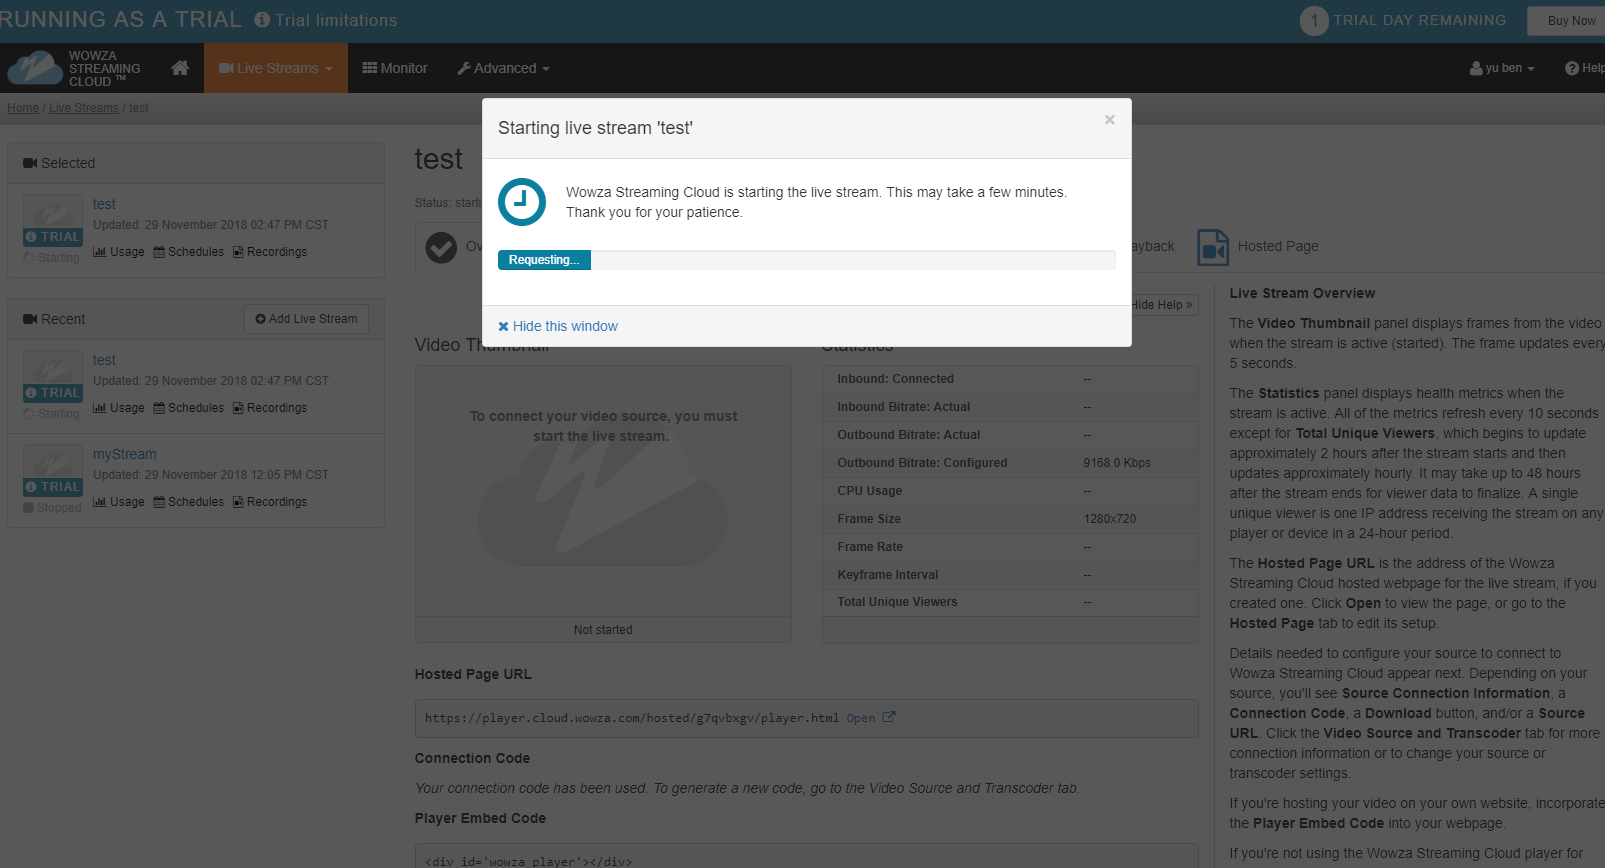 RUNNING AS A TRIAL Trial limitations
1 TRIAL DAY REMAINING Buy Now
WOWZA
STREAMING
CLOUD ™
Live Streams Monitor Advanced yu ben Help
Home / Live Streams / test
Starting live stream 'test' ×
Wowza Streaming Cloud is starting the live stream. This may take a few minutes.
Thank you for your patience.
Requesting...
Hide this window
Selected
test
Updated: 29 November 2018 02:47 PM CST
TRIAL
Usage Schedules Recordings
Starting
Recent Add Live Stream
test
Updated: 29 November 2018 02:47 PM CST
TRIAL
Usage Schedules Recordings
Starting
myStream
Updated: 29 November 2018 12:05 PM CST
TRIAL
Usage Schedules Recordings
Stopped
test
Status: starti
Ov ayback Hosted Page
Hide Help »
Video Thumbnail
To connect your video source, you must
start the live stream.
Not started
Statistics
Inbound: Connected --
Inbound Bitrate: Actual --
Outbound Bitrate: Actual --
Outbound Bitrate: Configured 9168.0 Kbps
CPU Usage --
Frame Size 1280x720
Frame Rate --
Keyframe Interval --
Total Unique Viewers --
Hosted Page URL
https://player.cloud.wowza.com/hosted/g7qvbxgv/player.html Open
Connection Code
Your connection code has been used. To generate a new code, go to the Video Source and Transcoder tab.
Player Embed Code
<div id='wowza_player'></div>
Live Stream Overview
The Video Thumbnail panel displays frames from the video
when the stream is active (started). The frame updates every
5 seconds.
The Statistics panel displays health metrics when the
stream is active. All of the metrics refresh every 10 seconds
except for Total Unique Viewers, which begins to update
approximately 2 hours after the stream starts and then
updates approximately hourly. It may take up to 48 hours
after the stream ends for viewer data to finalize. A single
unique viewer is one IP address receiving the stream on any
player or device in a 24-hour period.
The Hosted Page URL is the address of the Wowza
Streaming Cloud hosted webpage for the live stream, if you
created one. Click Open to view the page, or go to the
Hosted Page tab to edit its setup.
Details needed to configure your source to connect to
Wowza Streaming Cloud appear next. Depending on your
source, you'll see Source Connection Information, a
Connection Code, a Download button, and/or a Source
URL. Click the Video Source and Transcoder tab for more
connection information or to change your source or
transcoder settings.
If you're hosting your video on your own website, incorporate
the Player Embed Code into your webpage.
If you're not using the Wowza Streaming Cloud player for